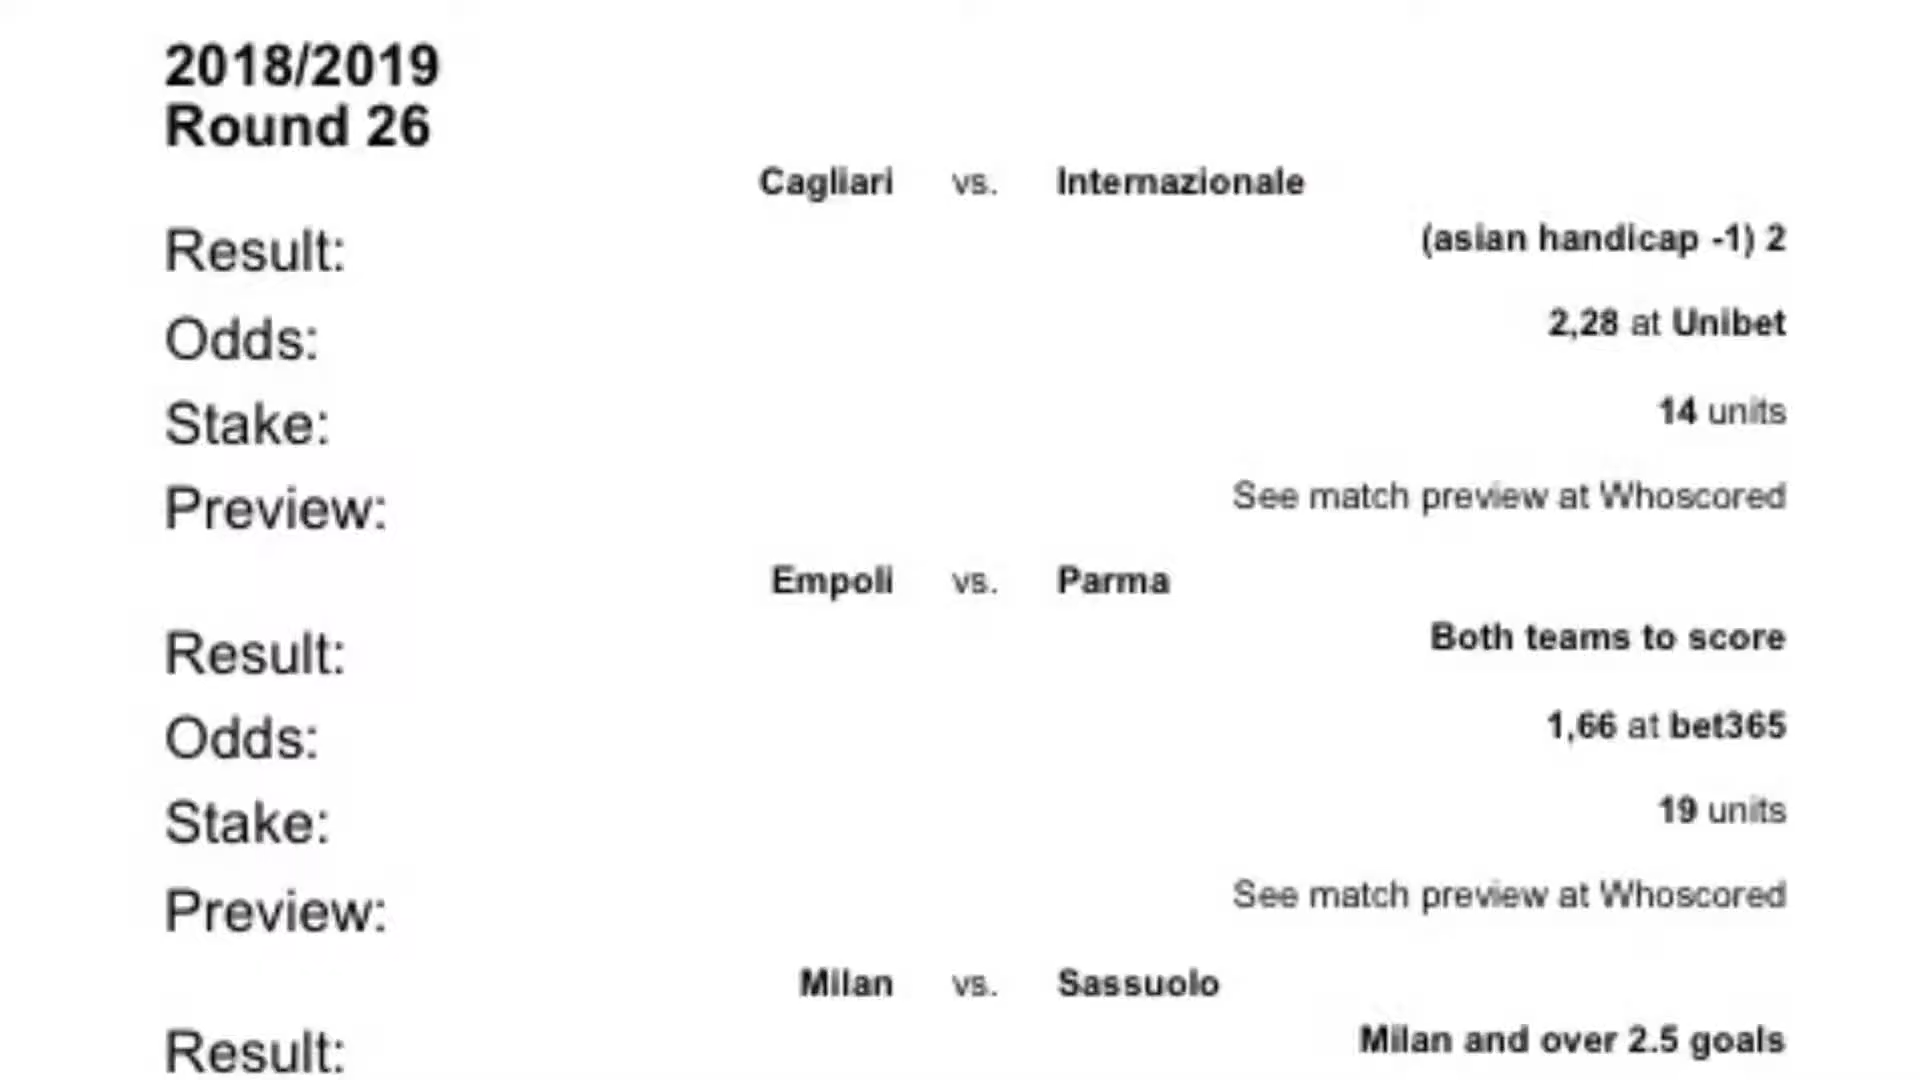 2018/2019
Round 26
Cagliari vs. Internazionale
Result: (asian handicap -1) 2
Odds: 2,28 at Unibet
Stake: 14 units
Preview: See match preview at Whoscored
Empoli vs. Parma
Result: Both teams to score
Odds: 1,66 at bet365
Stake: 19 units
Preview: See match preview at Whoscored
Milan vs. Sassuolo
Result: Milan and over 2.5 goals